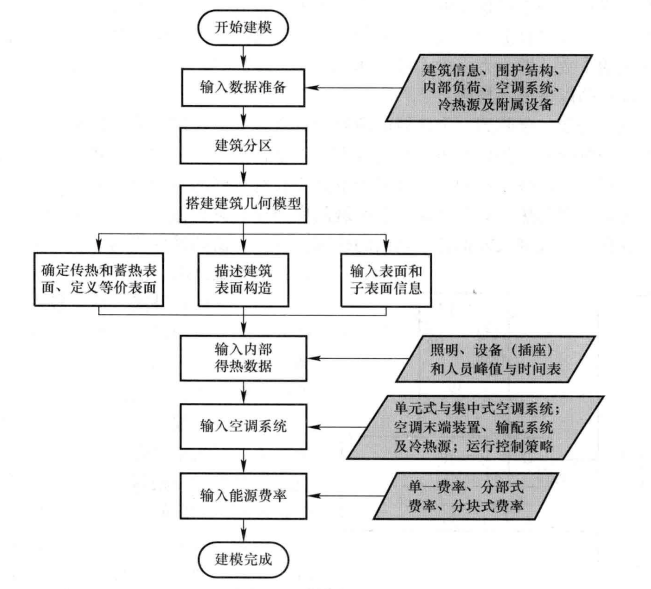 开始建模
输入数据准备
建筑信息、围护结构、
内部负荷、空调系统、
冷热源及附属设备
建筑分区
搭建建筑几何模型
确定传热和蓄热表
面、定义等价表面
描述建筑
表面构造
输入表面和
子表面信息
输入内部
得热数据
照明、设备（插座）
和人员峰值与时间表
输入空调系统
单元式与集中式空调系统；
空调末端装置、输配系统
及冷热源；运行控制策略
输入能源费率
单一费率、分部式
费率、分块式费率
建模完成